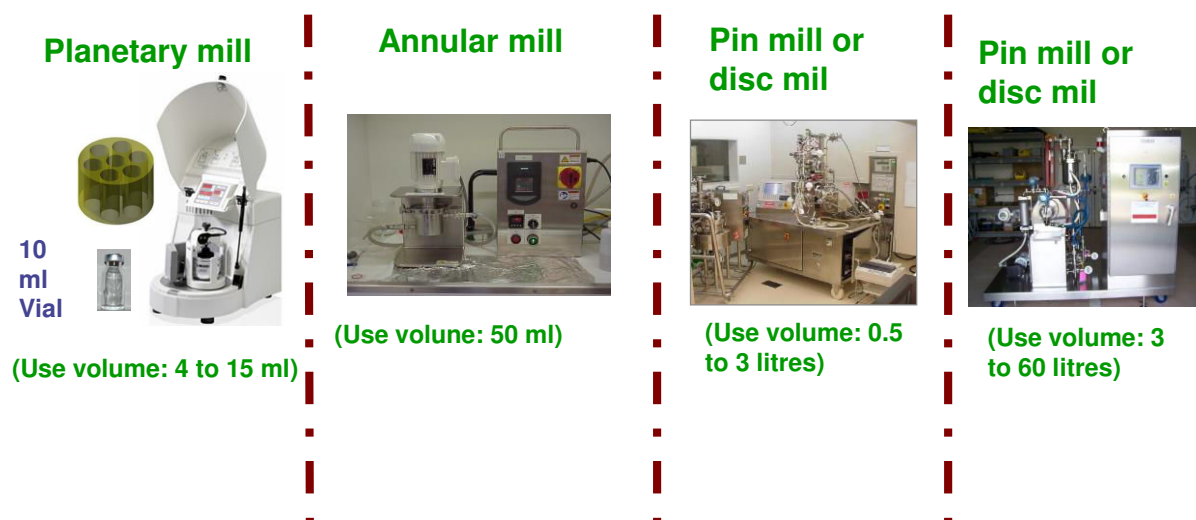 Planetary mill
10
ml
Vial
(Use volume: 4 to 15 ml)
Annular mill
(Use volune: 50 ml)
Pin mill or
disc mil
(Use volume: 0.5
to 3 litres)
Pin mill or
disc mil
(Use volume: 3
to 60 litres)